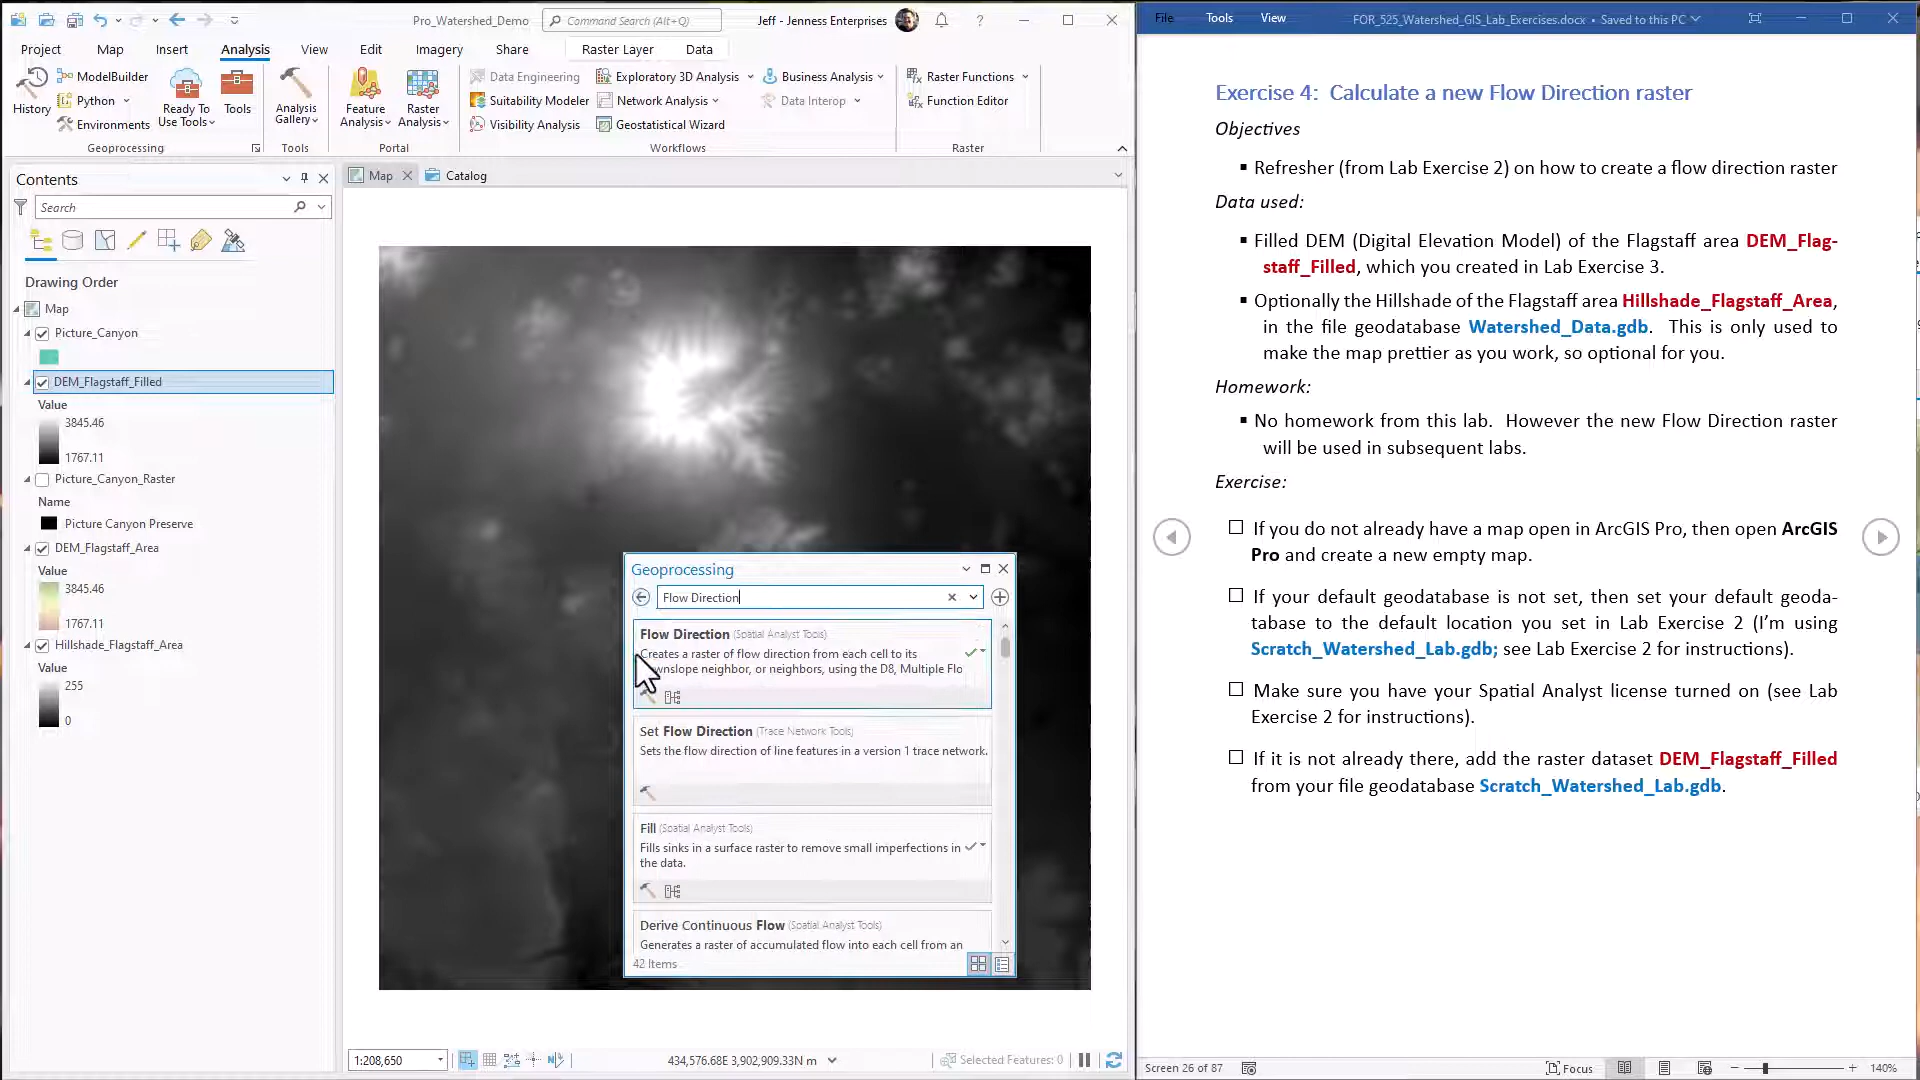 Pro_Watershed_Demo
Command Search (Alt+Q)
Jeff - Jenness Enterprises
?
Project
Map
Insert
Analysis
View
Edit
Imagery
Share
Raster Layer
Data
History
ModelBuilder
Python
Environments
Ready To
Use Tools
Tools
Analysis
Gallery
Feature
Analysis
Raster
Analysis
Data Engineering
Suitability Modeler
Visibility Analysis
Exploratory 3D Analysis
Network Analysis
Geostatistical Wizard
Business Analysis
Data Interop
Raster Functions
Function Editor
Geoprocessing
Tools
Portal
Workflows
Raster
Contents
Search
Drawing Order
Map
Picture_Canyon
DEM_Flagstaff_Filled
Value
3845.46
1767.11
Picture_Canyon_Raster
Name
Picture Canyon Preserve
DEM_Flagstaff_Area
Value
3845.46
1767.11
Hillshade_Flagstaff_Area
Value
255
0
Map
Catalog
Geoprocessing
Flow Direction
Flow Direction (Spatial Analyst Tools)
Creates a raster of flow direction from each cell to its
wnslope neighbor, or neighbors, using the D8, Multiple Flo
Set Flow Direction (Trace Network Tools)
Sets the flow direction of line features in a version 1 trace network.
Fill (Spatial Analyst Tools)
Fills sinks in a surface raster to remove small imperfections in
the data.
Derive Continuous Flow (Spatial Analyst Tools)
Generates a raster of accumulated flow into each cell from an
42 Items
1:208,650
434,576.68E 3,902,909.33N m
Selected Features: 0
File
Tools
View
FOR_525_Watershed_GIS_Lab_Exercises.docx • Saved to this PC
Exercise 4: Calculate a new Flow Direction raster
Objectives
▪ Refresher (from Lab Exercise 2) on how to create a flow direction raster
Data used:
▪ Filled DEM (Digital Elevation Model) of the Flagstaff area DEM_Flag-
staff_Filled, which you created in Lab Exercise 3.
▪ Optionally the Hillshade of the Flagstaff area Hillshade_Flagstaff_Area,
in the file geodatabase Watershed_Data.gdb. This is only used to
make the map prettier as you work, so optional for you.
Homework:
▪ No homework from this lab. However the new Flow Direction raster
will be used in subsequent labs.
Exercise:
☐ If you do not already have a map open in ArcGIS Pro, then open ArcGIS
Pro and create a new empty map.
☐ If your default geodatabase is not set, then set your default geoda-
tabase to the default location you set in Lab Exercise 2 (I'm using
Scratch_Watershed_Lab.gdb; see Lab Exercise 2 for instructions).
☐ Make sure you have your Spatial Analyst license turned on (see Lab
Exercise 2 for instructions).
☐ If it is not already there, add the raster dataset DEM_Flagstaff_Filled
from your file geodatabase Scratch_Watershed_Lab.gdb.
Screen 26 of 87
Focus
140%